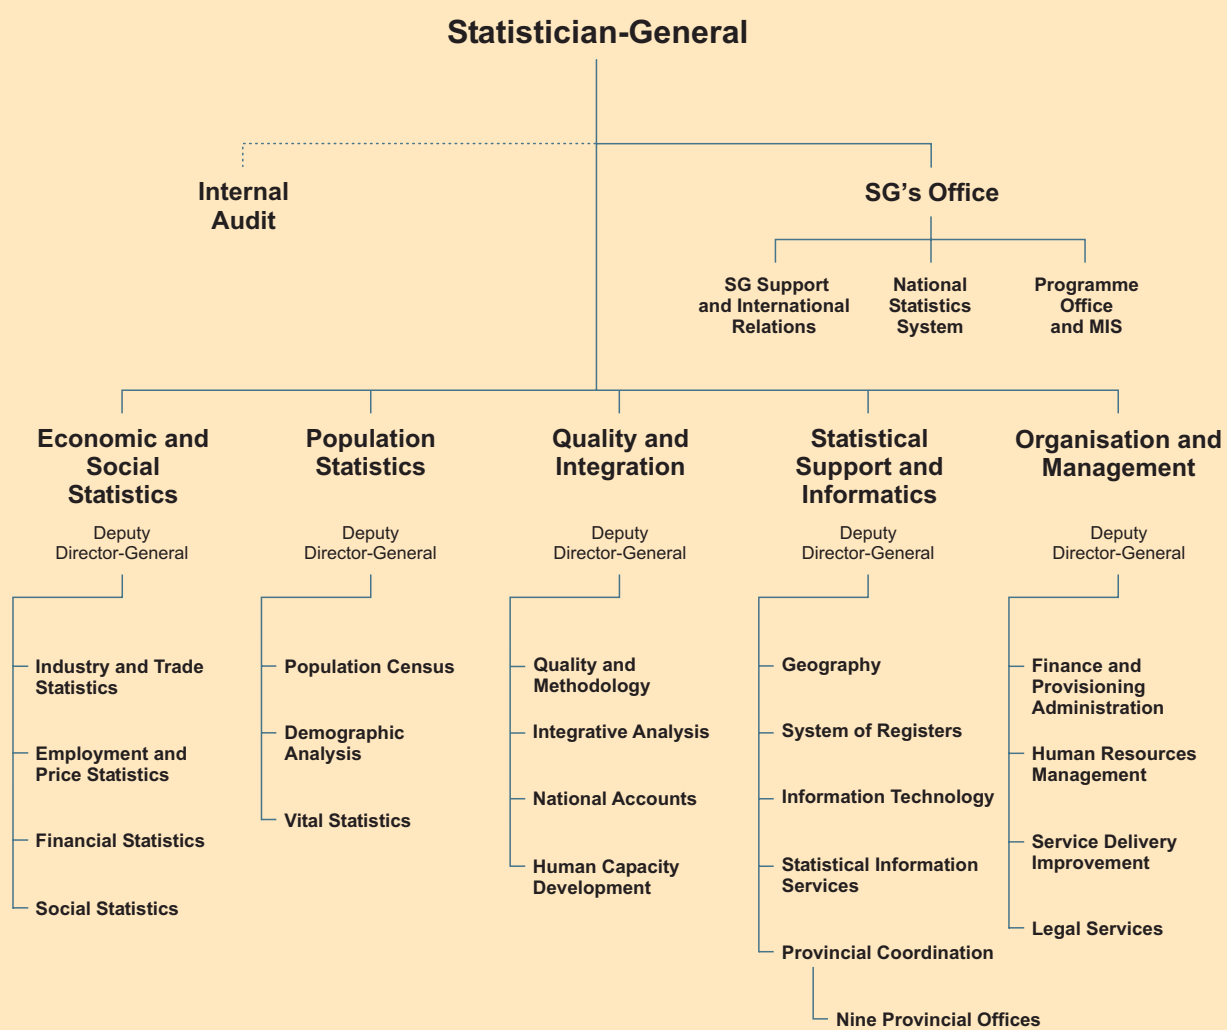 Statistician-General
Internal
Audit
SG’s Office
SG Support
and International
Relations
National
Statistics
System
Programme
Office
and MIS
Economic and
Social
Statistics
Deputy
Director-General
Industry and Trade
Statistics
Employment and
Price Statistics
Financial Statistics
Social Statistics
Population
Statistics
Deputy
Director-General
Population Census
Demographic
Analysis
Vital Statistics
Quality and
Integration
Deputy
Director-General
Quality and
Methodology
Integrative Analysis
National Accounts
Human Capacity
Development
Statistical
Support and
Informatics
Deputy
Director-General
Geography
System of Registers
Information Technology
Statistical Information
Services
Provincial Coordination
Nine Provincial Offices
Organisation and
Management
Deputy
Director-General
Finance and
Provisioning
Administration
Human Resources
Management
Service Delivery
Improvement
Legal Services